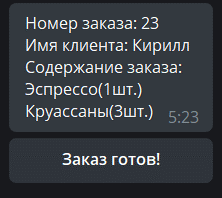 Номер заказа: 23
Имя клиента: Кирилл
Содержание заказа:
Эспрессо(1шт.)
Круассаны(3шт.)
5:23
Заказ готов!